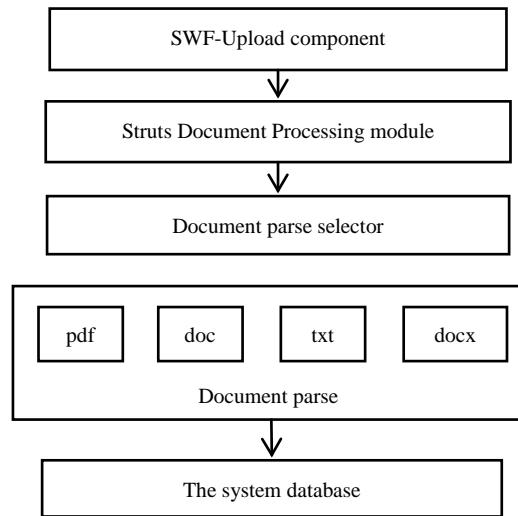 SWF-Upload component
Struts Document Processing module
Document parse selector
pdf
doc
txt
docx
Document parse
The system database